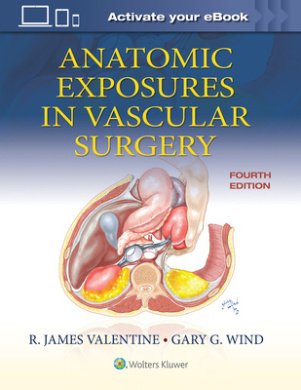 Activate your eBook
ANATOMIC
EXPOSURES
IN VASCULAR
SURGERY
FOURTH
EDITION
R. JAMES VALENTINE • GARY G. WIND
Wolters Kluwer